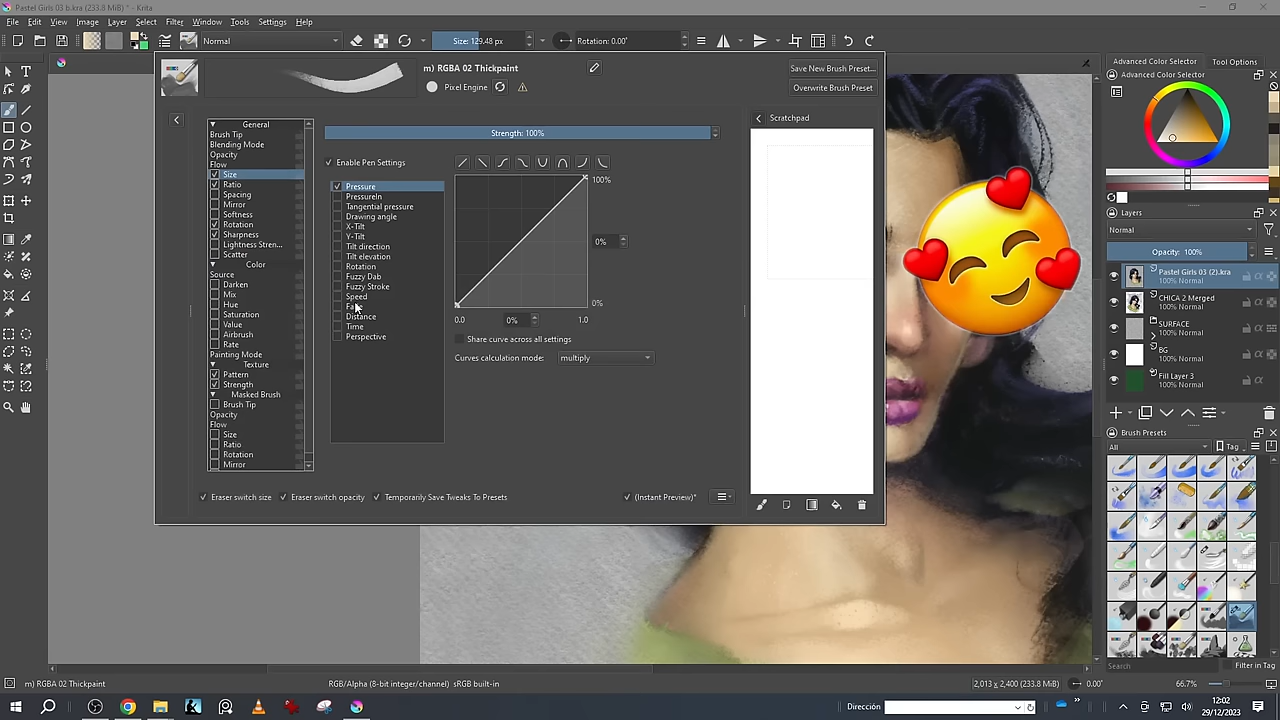 Pastel Girls 03 b.kra (233.8 MiB) * - Krita
File Edit View Image Layer Select Filter Window Tools Settings Help
Normal
Size: 129.48 px
Rotation: 0.00°
m) RGBA 02 Thickpaint
Pixel Engine
Save New Brush Preset...
Overwrite Brush Preset
General
Brush Tip
Blending Mode
Opacity
Flow
Size
Ratio
Spacing
Mirror
Softness
Rotation
Sharpness
Lightness Stren...
Scatter
Color
Source
Darken
Mix
Hue
Saturation
Value
Airbrush
Rate
Painting Mode
Texture
Pattern
Strength
Masked Brush
Brush Tip
Opacity
Flow
Size
Ratio
Rotation
Mirror
Strength: 100%
Enable Pen Settings
Pressure
PressureIn
Tangential pressure
Drawing angle
X-Tilt
Y-Tilt
Tilt direction
Tilt elevation
Rotation
Fuzzy Dab
Fuzzy Stroke
Speed
Distance
Time
Perspective
100%
0%
0%
0.0
0%
1.0
Share curve across all settings
Curves calculation mode: multiply
Eraser switch size
Eraser switch opacity
Temporarily Save Tweaks To Presets
(Instant Preview)*
Scratchpad
Advanced Color Selector
Tool Options
Advanced Color Selector
Layers
Normal
Opacity: 100%
Pastel Girls 03 (2).kra
100% Normal
CHICA 2 Merged
100% Normal
SURFACE
100% Normal
BG
100% Normal
Fill Layer 3
100% Normal
Brush Presets
All
Tag
Search
Filter in Tag
m) RGBA 02 Thickpaint
RGB/Alpha (8-bit integer/channel) sRGB built-in
2,013 x 2,400 (233.8 MiB)
0.00°
66.7%
Dirección
12:02
29/12/2023